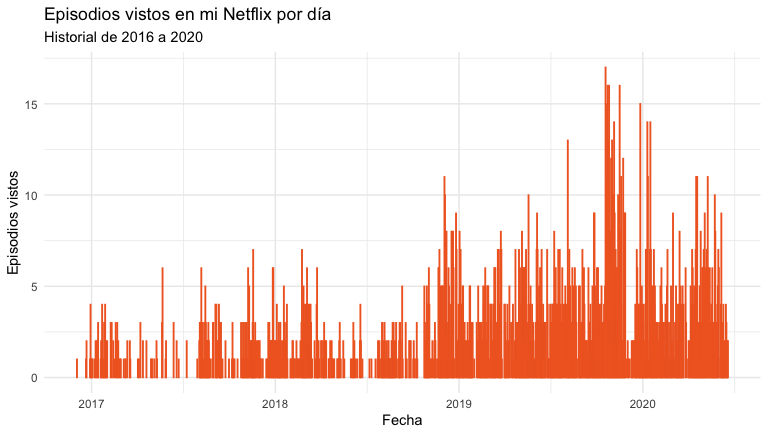 Episodios vistos en mi Netflix por día
Historial de 2016 a 2020
Episodios vistos
15
10
5
0
2017
2018
2019
2020
Fecha